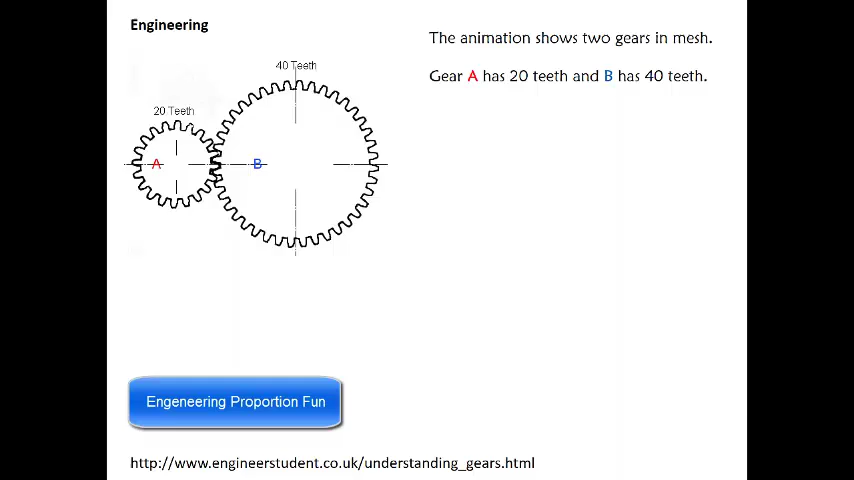 Engineering
The animation shows two gears in mesh.
Gear A has 20 teeth and B has 40 teeth.
40 Teeth
20 Teeth
A
B
Engeneering Proportion Fun
http://www.engineerstudent.co.uk/understanding_gears.html